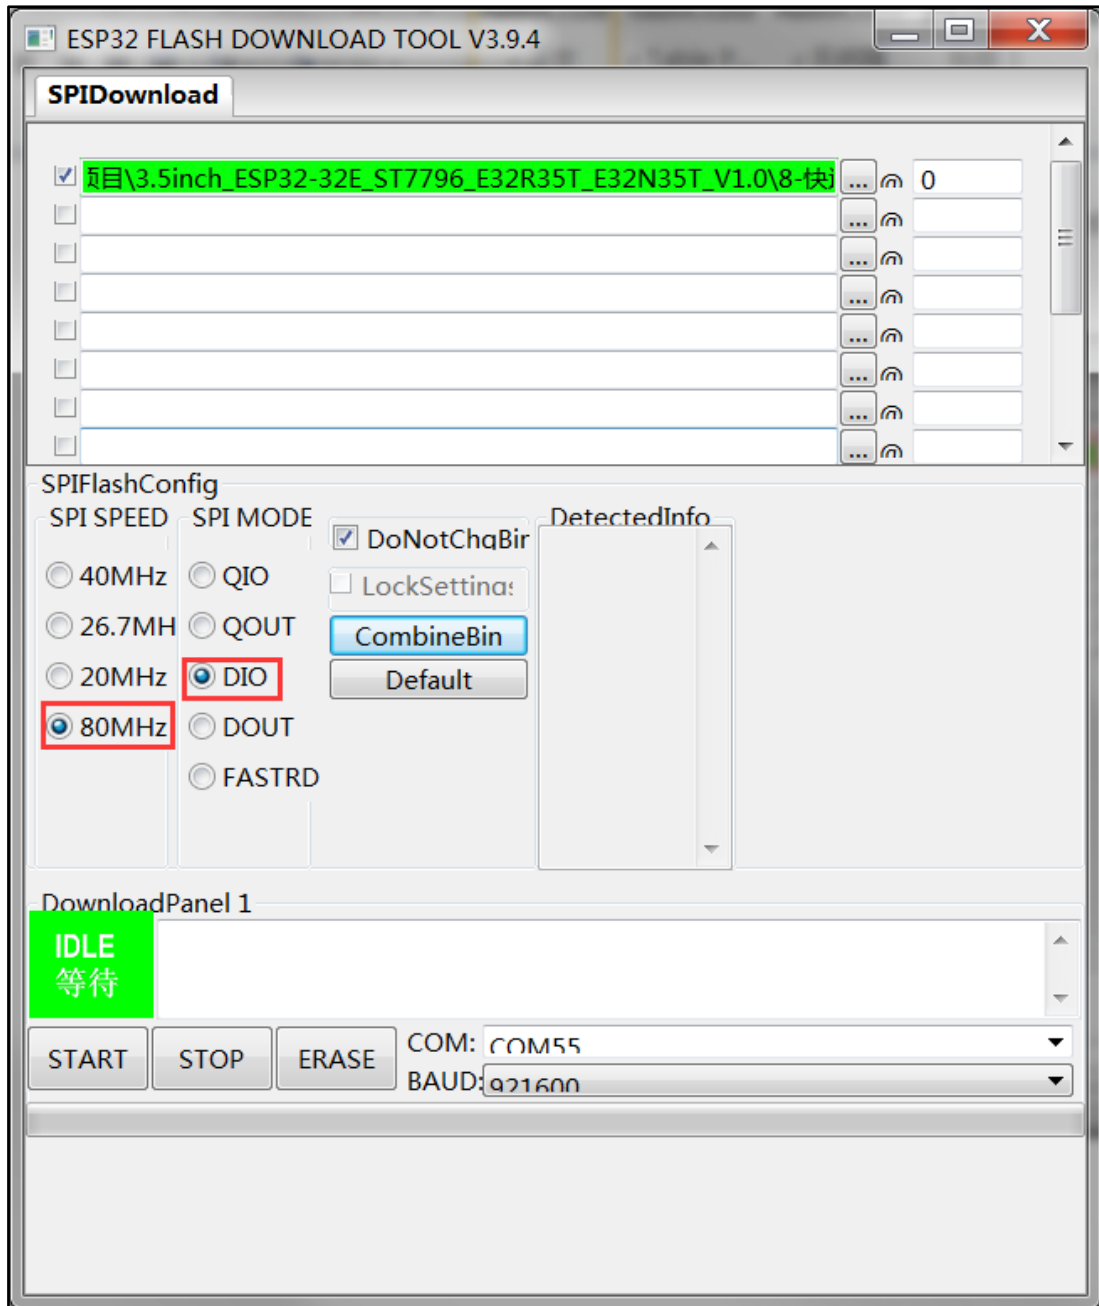 ESP32 FLASH DOWNLOAD TOOL V3.9.4
SPIDownload
项目\3.5inch_ESP32-32E_ST7796_E32R35T_E32N35T_V1.0\8-快 ... @ 0
... @
... @
... @
... @
... @
... @
... @
SPIFlashConfig
SPI SPEED SPI MODE DetectedInfo
DoNotChgBin
40MHz QIO
LockSettings
26.7MH QOUT
CombineBin
20MHz DIO
Default
80MHz DOUT
FASTRD
DownloadPanel 1
IDLE
等待
START STOP ERASE
COM: COM55
BAUD: 921600